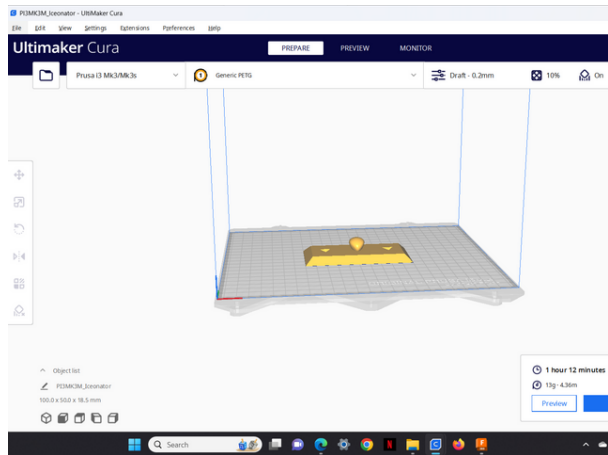 PI3MK3M_Iceonator - UltiMaker Cura
File Edit View Settings Extensions Preferences Help
Ultimaker Cura PREPARE PREVIEW MONITOR
Prusa i3 Mk3/Mk3s 1 Generic PETG Draft - 0.2mm 10% On
Object list
PI3MK3M_Iceonator
100.0 x 50.0 x 18.5 mm
1 hour 12 minutes
13g · 4.36m
Preview
Search